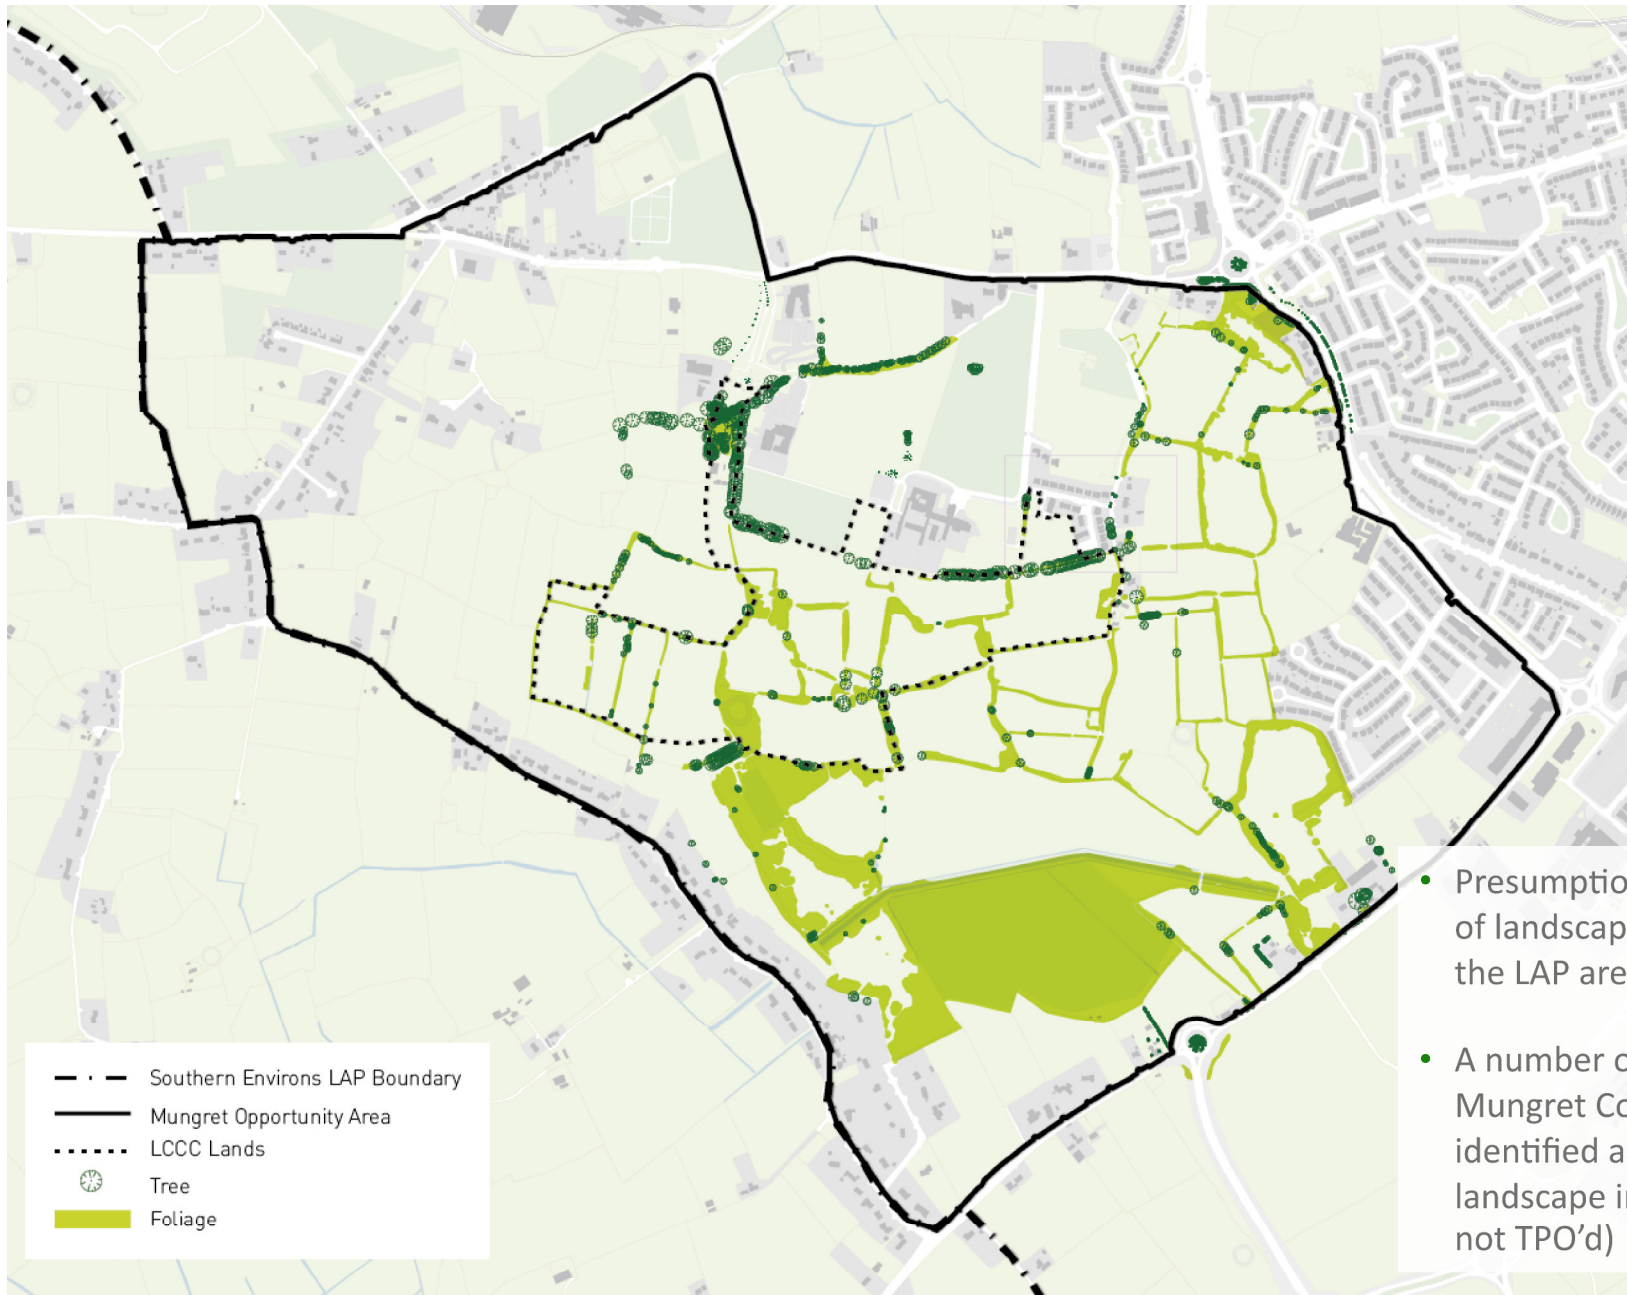 Southern Environs LAP Boundary
Mungret Opportunity Area
LCCC Lands
Tree
Foliage
• Presumptio
of landscap
the LAP are
• A number o
Mungret Co
identified a
landscape i
not TPO’d)